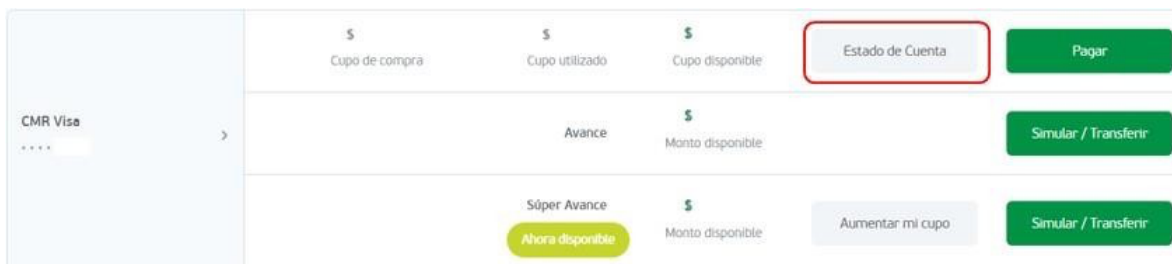 $
Cupo de compra
$
Cupo utilizado
$
Cupo disponible
Estado de Cuenta
Pagar
CMR Visa
····
Avance
$
Monto disponible
Simular / Transferir
Súper Avance
Ahora disponible
$
Monto disponible
Aumentar mi cupo
Simular / Transferir